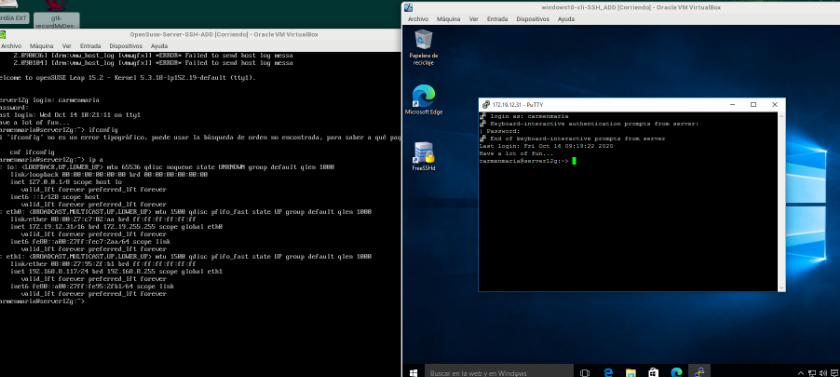 HIBA EXT
gtk-
recordMyDes
OpenSuse-Server-SSH-ADD [Corriendo] - Oracle VM VirtualBox
Archivo Máquina Ver Entrada Dispositivos Ayuda
[drm:vmw_host_log [vmwgfx]] *ERROR* Failed to send host log messa
[drm:vmw_host_log [vmwgfx]] *ERROR* Failed to send host log messa
elcome to openSUSE Leap 15.2 - Kernel 5.3.18-lp152.19-default (tty1).
erver12g login: carmenmaria
assword:
ast login: Wed Oct 14 18:21:11 on tty1
ave a lot of fun...
armenmaria@server12g:~> ifconfig
i 'ifconfig' no es un error tipográfico, puede usar la búsqueda de orden no encontrada, para saber a qué paq
cnf ifconfig
armenmaria@server12g:~> ip a
: lo: <LOOPBACK,UP,LOWER_UP> mtu 65536 qdisc noqueue state UNKNOWN group default qlen 1000
link/loopback 00:00:00:00:00:00 brd 00:00:00:00:00:00
inet 127.0.0.1/8 scope host lo
valid_lft forever preferred_lft forever
inet6 ::1/128 scope host
valid_lft forever preferred_lft forever
: eth0: <BROADCAST,MULTICAST,UP,LOWER_UP> mtu 1500 qdisc pfifo_fast state UP group default qlen 1000
link/ether 08:00:27:c7:02:aa brd ff:ff:ff:ff:ff:ff
inet 172.19.12.31/16 brd 172.19.255.255 scope global eth0
valid_lft forever preferred_lft forever
inet6 fe80::a00:27ff:fec7:2aa/64 scope link
valid_lft forever preferred_lft forever
: eth1: <BROADCAST,MULTICAST,UP,LOWER_UP> mtu 1500 qdisc pfifo_fast state UP group default qlen 1000
link/ether 08:00:27:95:2f:b1 brd ff:ff:ff:ff:ff:ff
inet 192.168.8.117/24 brd 192.168.8.255 scope global eth1
valid_lft forever preferred_lft forever
inet6 fe80::a00:27ff:fe95:2fb1/64 scope link
valid_lft forever preferred_lft forever
armenmaria@server12g:~>
windows10-cli-SSH_ADD [Corriendo] - Oracle VM VirtualBox
Archivo Máquina Ver Entrada Dispositivos Ayuda
Papelera de
reciclaje
Microsoft Edge
FreeSSHd
172.19.12.31 - PuTTY
login as: carmenmaria
Keyboard-interactive authentication prompts from server:
| Password:
End of keyboard-interactive prompts from server
Last login: Fri Oct 16 09:19:22 2020
Have a lot of fun...
carmenmaria@server12g:~>
Buscar en la web y en Windows